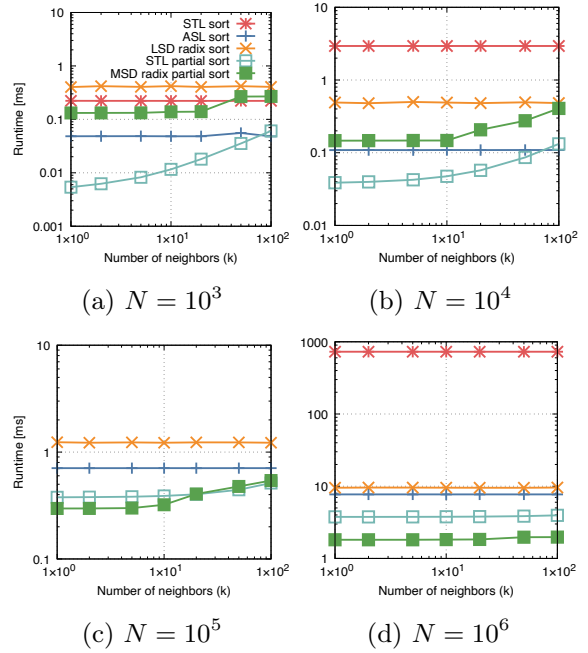 STL sort
ASL sort
LSD radix sort
STL partial sort
MSD radix partial sort
10
1
0.1
0.01
0.001
Runtime [ms]
1×10⁰ 1×10¹ 1×10²
Number of neighbors (k)
(a) N = 10³
10
1
0.1
0.01
1×10⁰ 1×10¹ 1×10²
Number of neighbors (k)
(b) N = 10⁴
10
1
0.1
Runtime [ms]
1×10⁰ 1×10¹ 1×10²
Number of neighbors (k)
(c) N = 10⁵
1000
100
10
1
1×10⁰ 1×10¹ 1×10²
Number of neighbors (k)
(d) N = 10⁶